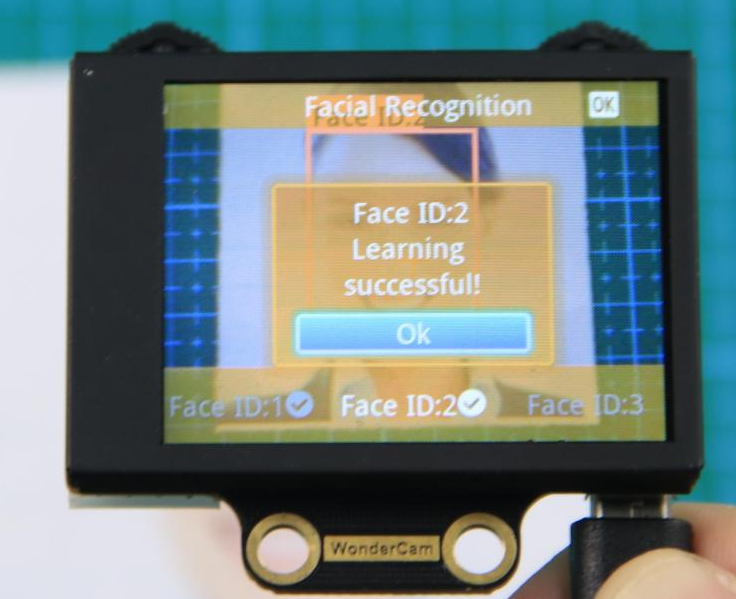 Facial Recognition
OK
Face ID:2
Face ID:2
Learning
successful!
Ok
Face ID:1
Face ID:2
Face ID:3
WonderCam